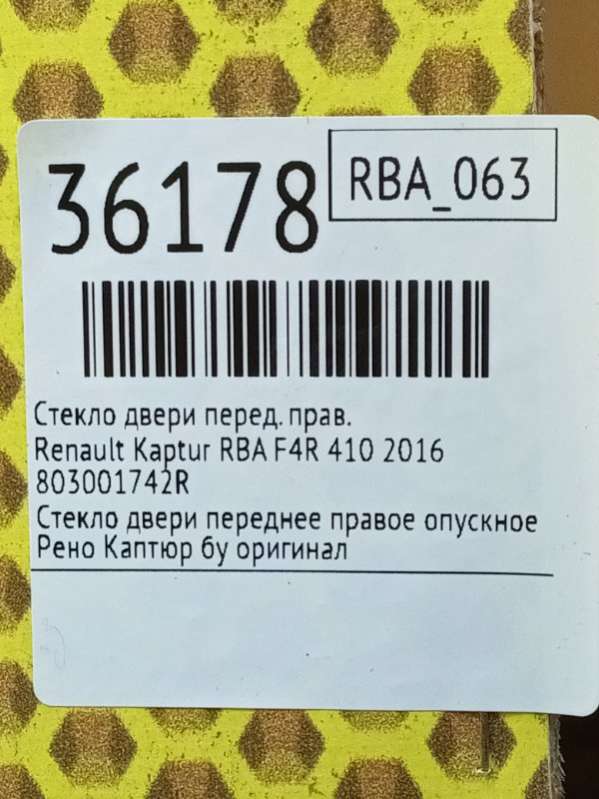 36178
RBA_063
Стекло двери перед. прав.
Renault Kaptur RBA F4R 410 2016
803001742R
Стекло двери переднее правое опускное
Рено Каптюр бу оригинал